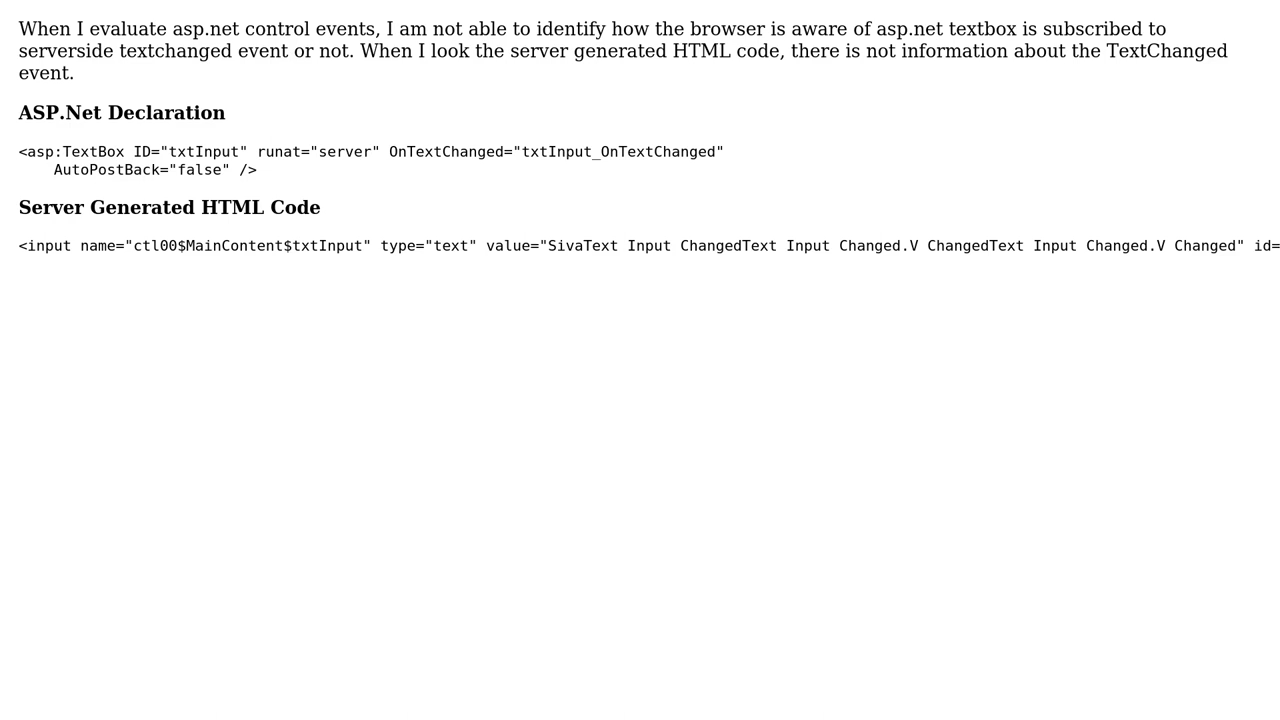 When I evaluate asp.net control events, I am not able to identify how the browser is aware of asp.net textbox is subscribed to
serverside textchanged event or not. When I look the server generated HTML code, there is not information about the TextChanged
event.
ASP.Net Declaration
<asp:TextBox ID="txtInput" runat="server" OnTextChanged="txtInput_OnTextChanged"
    AutoPostBack="false" />
Server Generated HTML Code
<input name="ctl00$MainContent$txtInput" type="text" value="SivaText Input ChangedText Input Changed.V ChangedText Input Changed.V Changed" id=